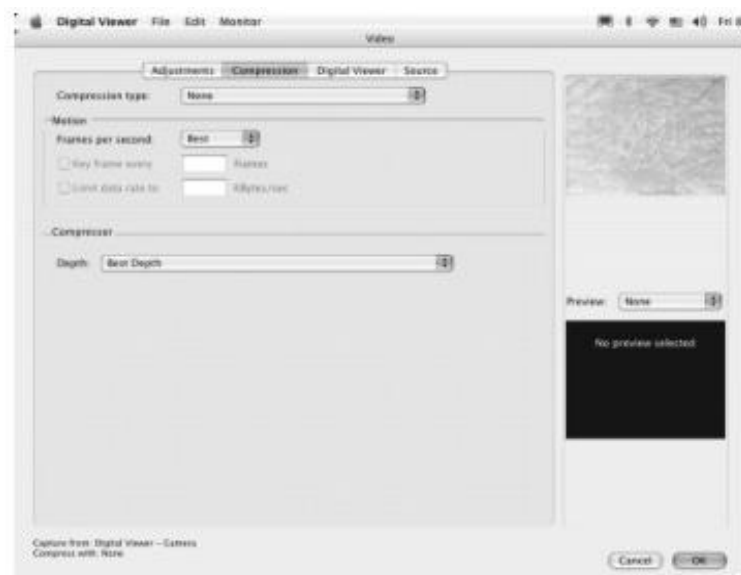 Digital Viewer File Edit Monitor Fri 8
Video
Adjustments Compression Digital Viewer Source
Compression type: None
Motion
Frames per second: Best
Key frame every frames
Limit data rate to KBytes/sec
Compressor
Depth: Best Depth
Preview: None
No preview selected
Capture from: Digital Viewer - Camera
Compress with: None
Cancel OK